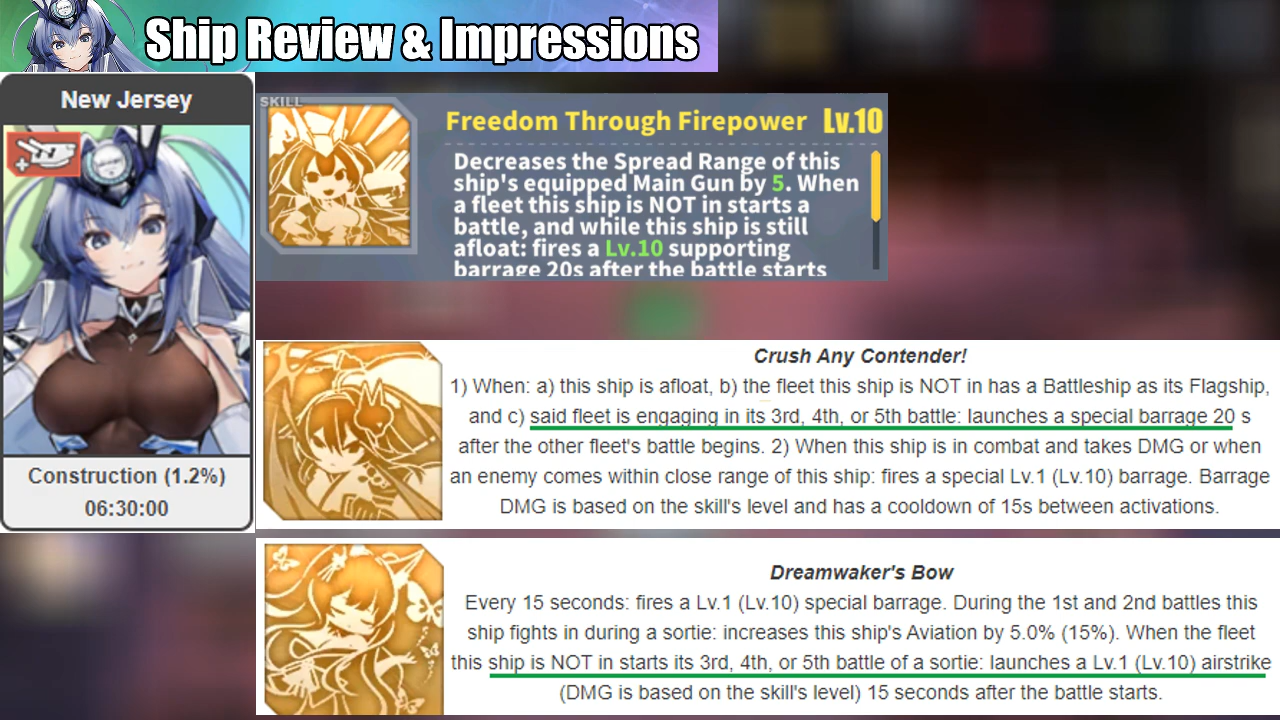 Ship Review & Impressions
New Jersey
Construction (1.2%)
06:30:00
SKILL
Freedom Through Firepower Lv.10
Decreases the Spread Range of this
ship's equipped Main Gun by 5. When
a fleet this ship is NOT in starts a
battle, and while this ship is still
afloat: fires a Lv.10 supporting
barrage 20s after the battle starts
Crush Any Contender!
1) When: a) this ship is afloat, b) the fleet this ship is NOT in has a Battleship as its Flagship,
and c) said fleet is engaging in its 3rd, 4th, or 5th battle: launches a special barrage 20 s
after the other fleet's battle begins. 2) When this ship is in combat and takes DMG or when
an enemy comes within close range of this ship: fires a special Lv.1 (Lv.10) barrage. Barrage
DMG is based on the skill's level and has a cooldown of 15s between activations.
Dreamwaker's Bow
Every 15 seconds: fires a Lv.1 (Lv.10) special barrage. During the 1st and 2nd battles this
ship fights in during a sortie: increases this ship's Aviation by 5.0% (15%). When the fleet
this ship is NOT in starts its 3rd, 4th, or 5th battle of a sortie: launches a Lv.1 (Lv.10) airstrike
(DMG is based on the skill's level) 15 seconds after the battle starts.